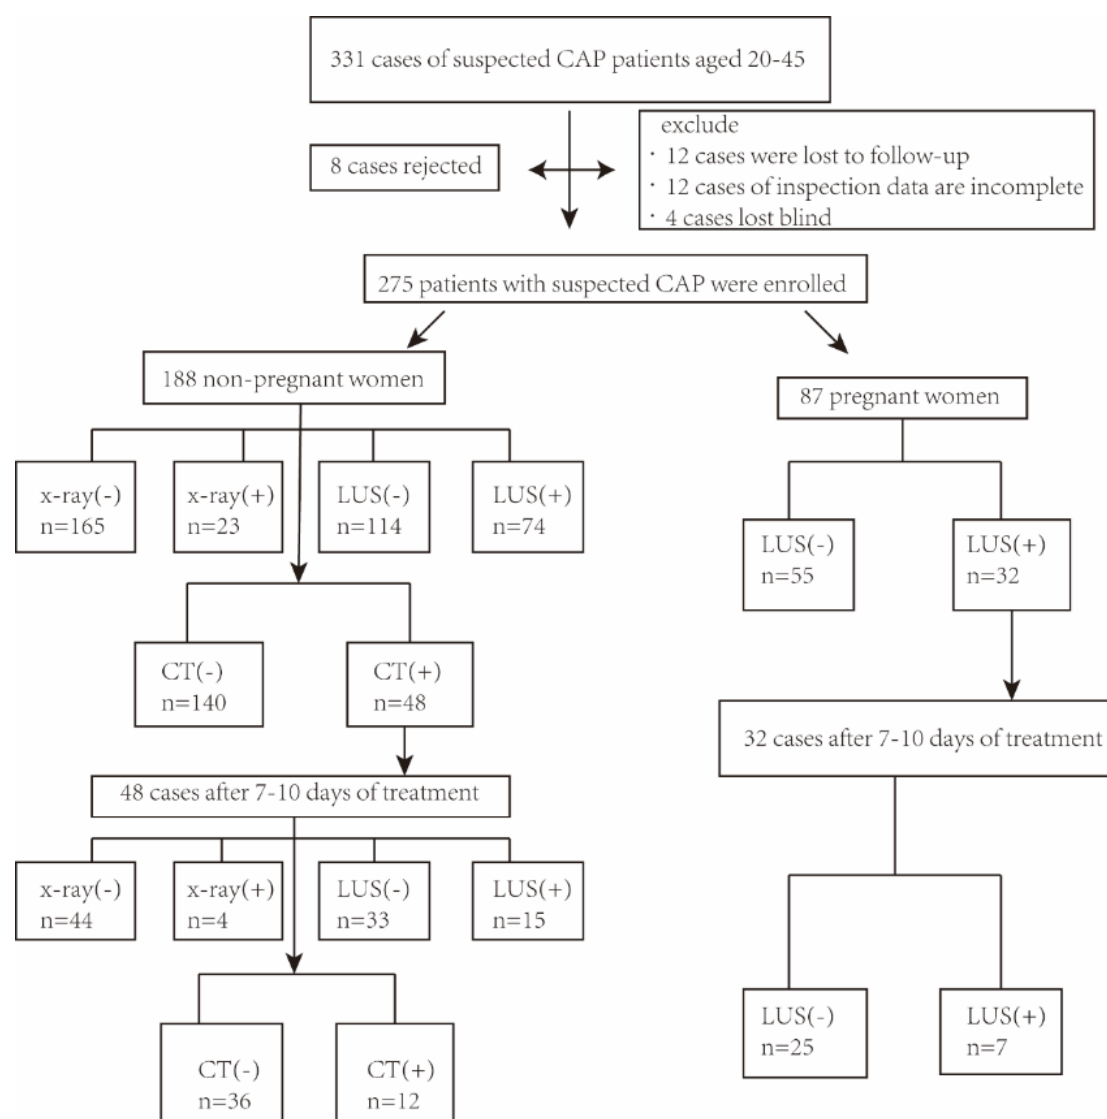 331 cases of suspected CAP patients aged 20-45
exclude
· 12 cases were lost to follow-up
· 12 cases of inspection data are incomplete
· 4 cases lost blind
8 cases rejected
275 patients with suspected CAP were enrolled
188 non-pregnant women
87 pregnant women
x-ray(-)
n=165
x-ray(+)
n=23
LUS(-)
n=114
LUS(+)
n=74
LUS(-)
n=55
LUS(+)
n=32
CT(-)
n=140
CT(+)
n=48
32 cases after 7-10 days of treatment
48 cases after 7-10 days of treatment
x-ray(-)
n=44
x-ray(+)
n=4
LUS(-)
n=33
LUS(+)
n=15
LUS(-)
n=25
LUS(+)
n=7
CT(-)
n=36
CT(+)
n=12